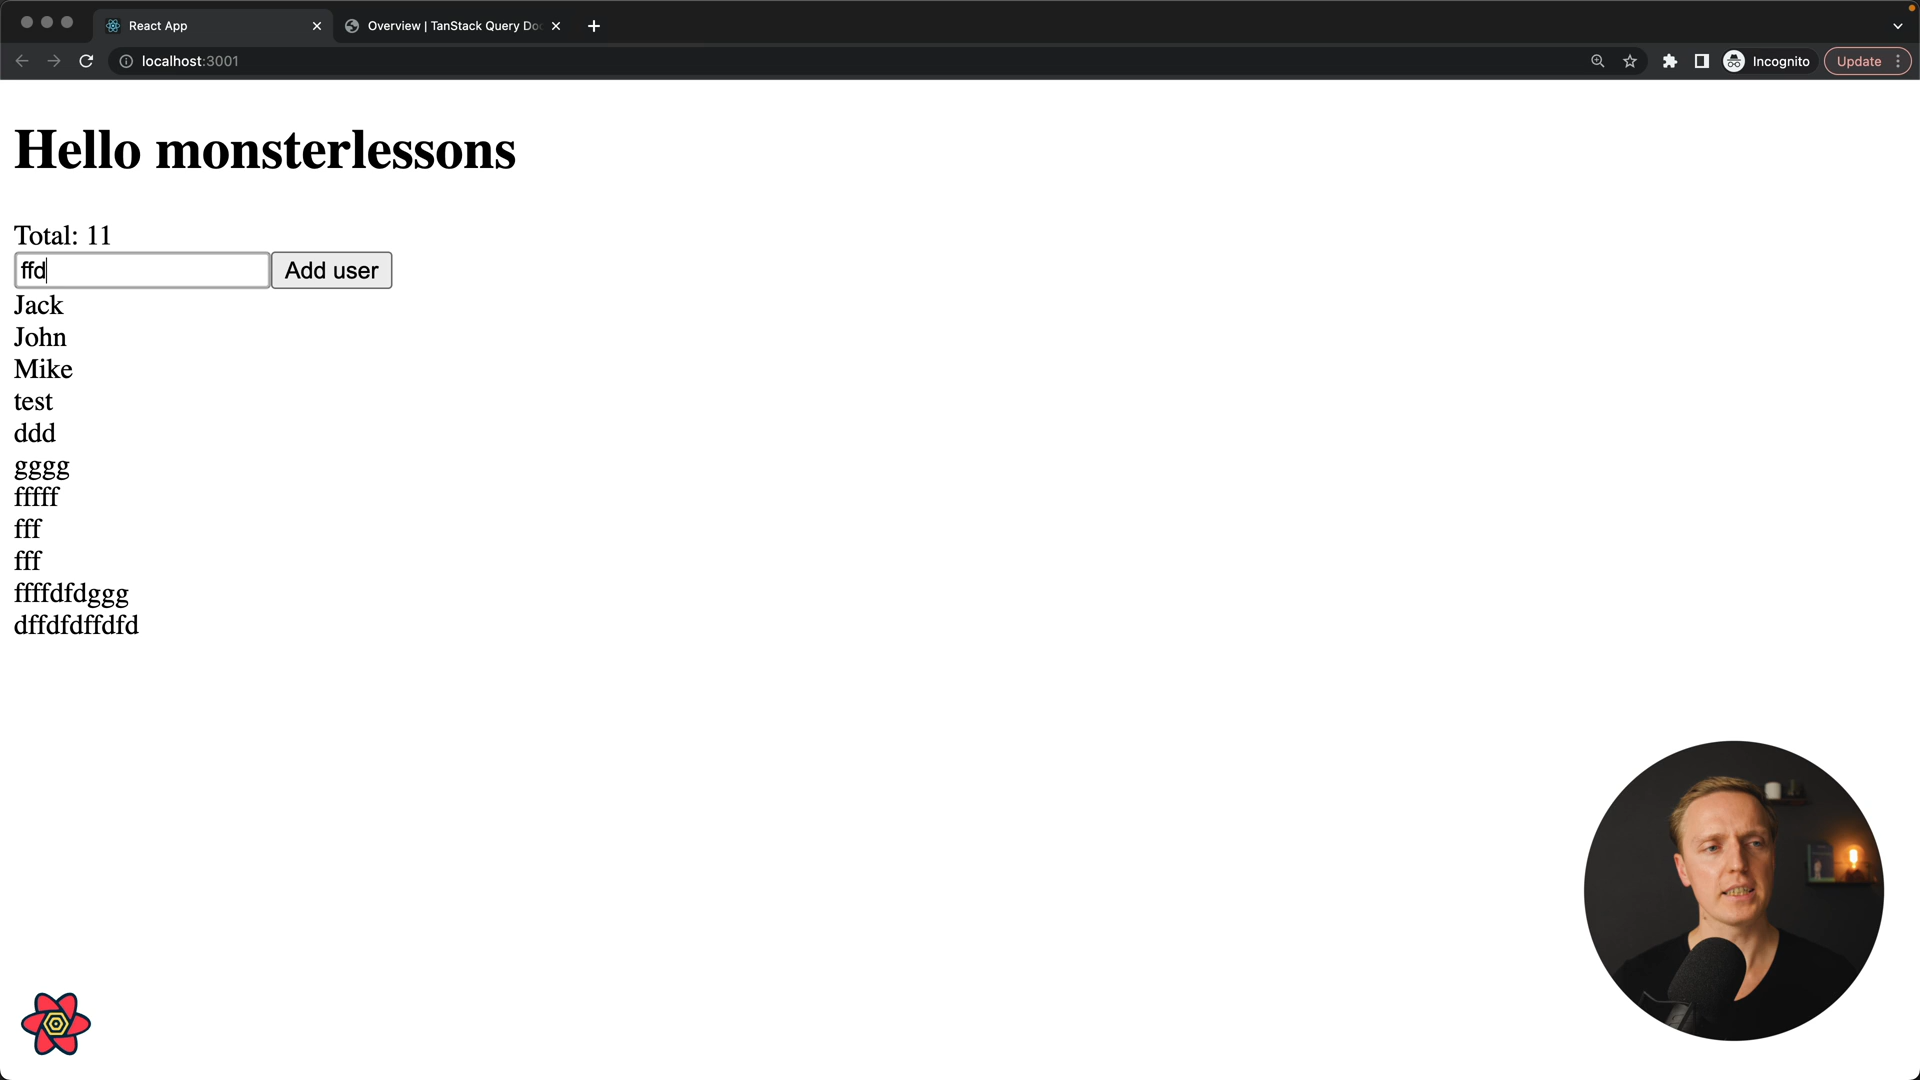 React App
Overview | TanStack Query Do
localhost:3001
Incognito
Update
Hello monsterlessons
Total: 11
ffd
Add user
Jack
John
Mike
test
ddd
gggg
fffff
fff
fff
ffffdfdggg
dffdfdffdfd